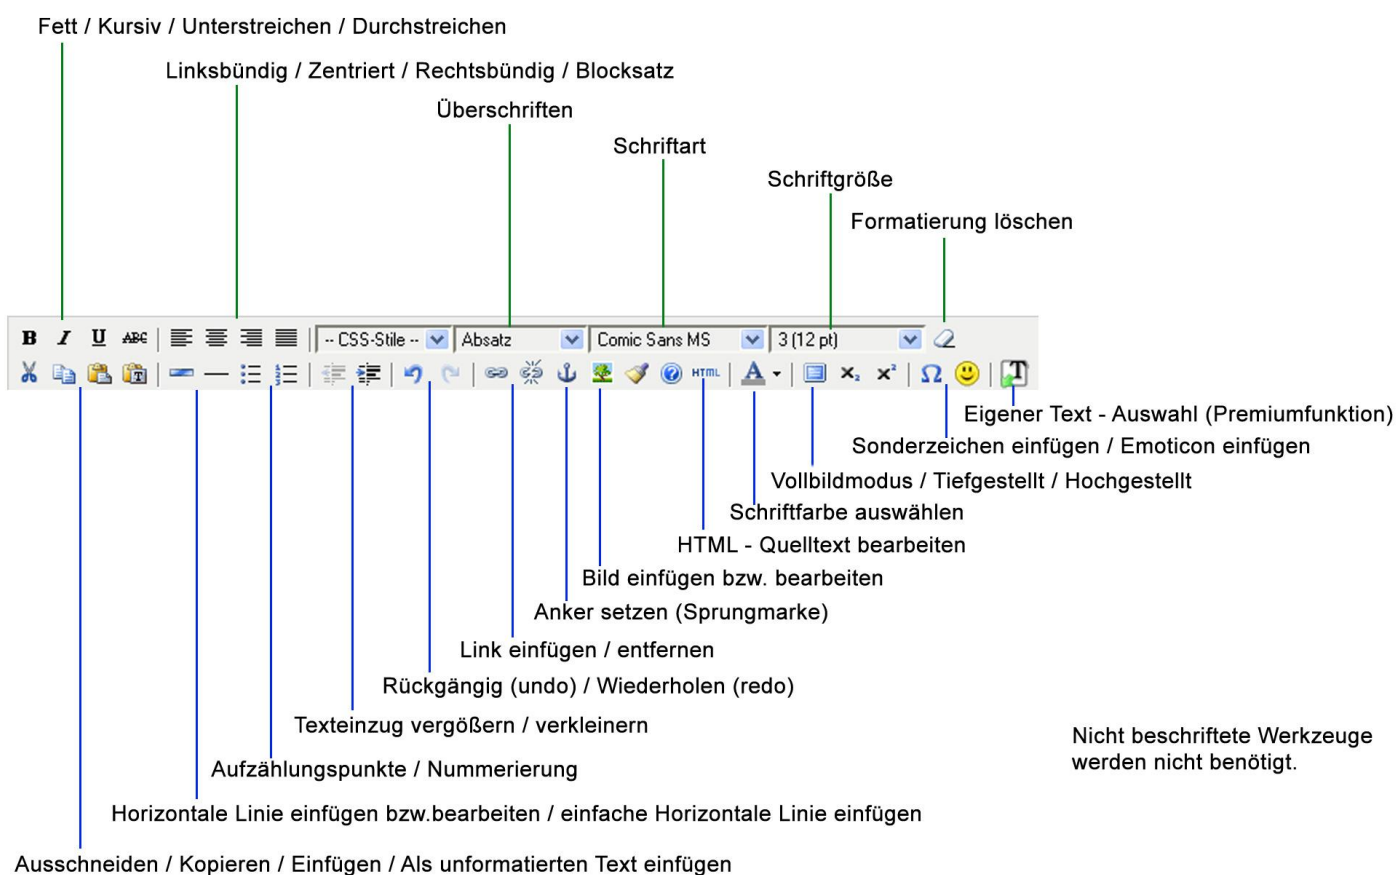 Fett / Kursiv / Unterstreichen / Durchstreichen
Linksbündig / Zentriert / Rechtsbündig / Blocksatz
Überschriften
Schriftart
Schriftgröße
Formatierung löschen
B I U ABC -- CSS-Stile -- Absatz Comic Sans MS 3 (12 pt)
T HTML A x₂ x² Ω T
Eigener Text - Auswahl (Premiumfunktion)
Sonderzeichen einfügen / Emoticon einfügen
Vollbildmodus / Tiefgestellt / Hochgestellt
Schriftfarbe auswählen
HTML - Quelltext bearbeiten
Bild einfügen bzw. bearbeiten
Anker setzen (Sprungmarke)
Link einfügen / entfernen
Rückgängig (undo) / Wiederholen (redo)
Texteinzug vergößern / verkleinern
Nicht beschriftete Werkzeuge
werden nicht benötigt.
Aufzählungspunkte / Nummerierung
Horizontale Linie einfügen bzw.bearbeiten / einfache Horizontale Linie einfügen
Ausschneiden / Kopieren / Einfügen / Als unformatierten Text einfügen